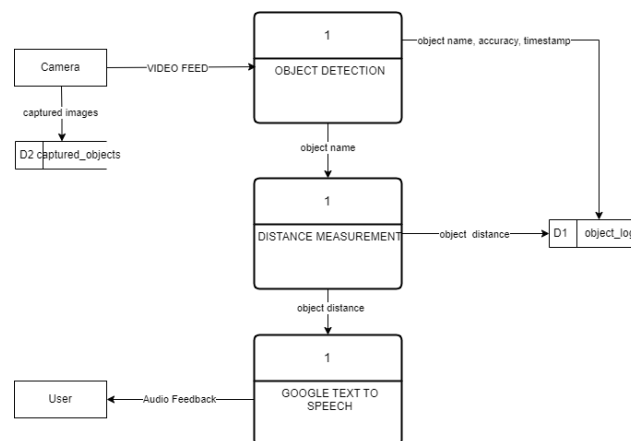 1
object name, accuracy, timestamp
Camera
VIDEO FEED
OBJECT DETECTION
captured images
D2 captured_objects
object name
1
DISTANCE MEASUREMENT
object distance
D1 object_log
object distance
1
User
Audio Feedback
GOOGLE TEXT TO
SPEECH